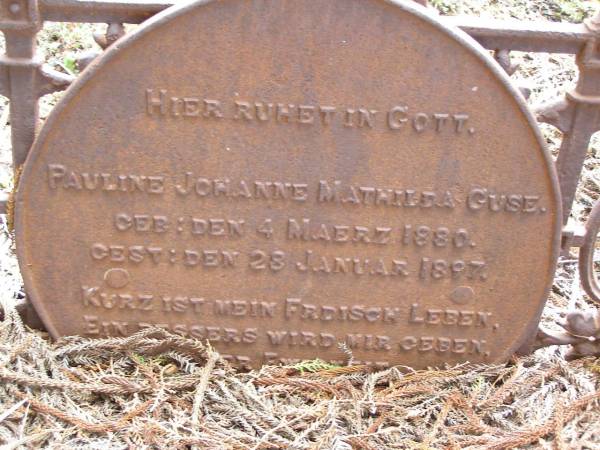 Hier ruhet in Gott.
Pauline Johanne Mathilda Guse.
geb: den 4 Maerz 1880.
gest: den 28 Januar 1897.
Kurz ist mein Frdisch Leben,
Ein bessers wird mir geben,